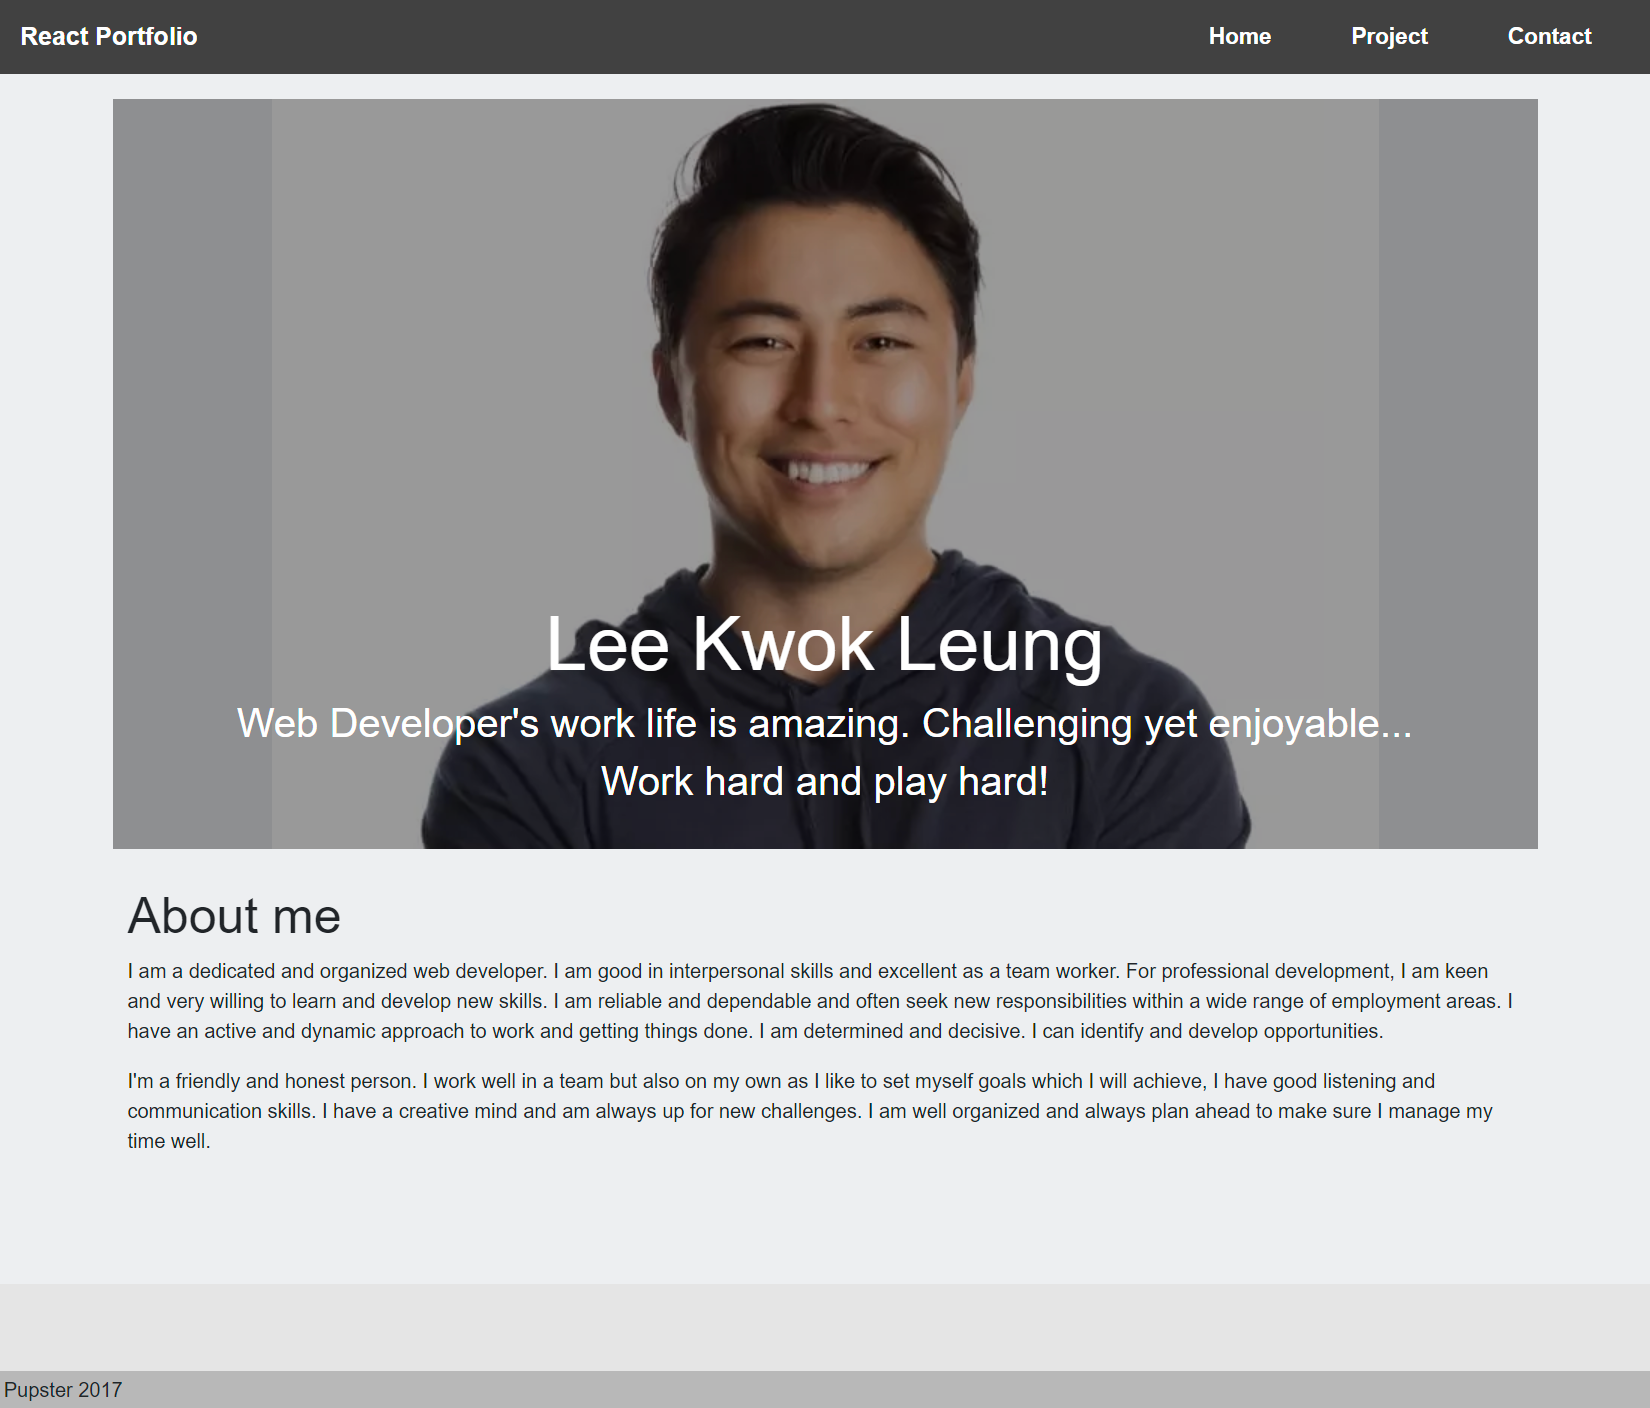 React Portfolio
Home Project Contact
Lee Kwok Leung
Web Developer's work life is amazing. Challenging yet enjoyable...
Work hard and play hard!
About me
I am a dedicated and organized web developer. I am good in interpersonal skills and excellent as a team worker. For professional development, I am keen
and very willing to learn and develop new skills. I am reliable and dependable and often seek new responsibilities within a wide range of employment areas. I
have an active and dynamic approach to work and getting things done. I am determined and decisive. I can identify and develop opportunities.
I'm a friendly and honest person. I work well in a team but also on my own as I like to set myself goals which I will achieve, I have good listening and
communication skills. I have a creative mind and am always up for new challenges. I am well organized and always plan ahead to make sure I manage my
time well.
Pupster 2017